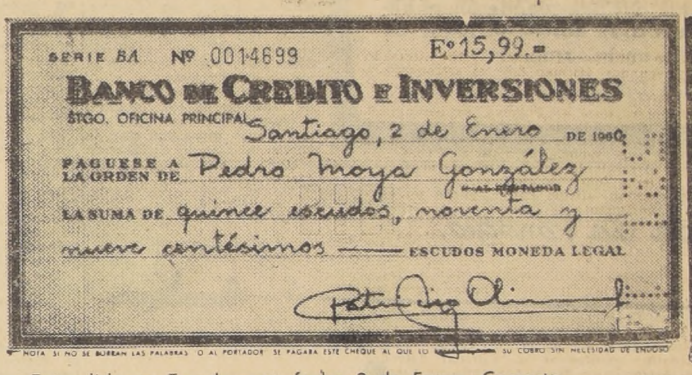 SERIE BA Nº 0014699 Eº 15,99.=
BANCO DE CREDITO E INVERSIONES
STGO. OFICINA PRINCIPAL
Santiago, 2 de Enero DE 1960
PAGUESE A
LA ORDEN DE Pedro Moya González
LA SUMA DE quince escudos, noventa y
nueve centésimos ESCUDOS MONEDA LEGAL
NOTA SI NO SE BORRAN LAS PALABRAS O AL PORTADOR SE PAGARA ESTE CHEQUE AL QUE LO SU COBRO SIN NECESIDAD DE ENDOSO